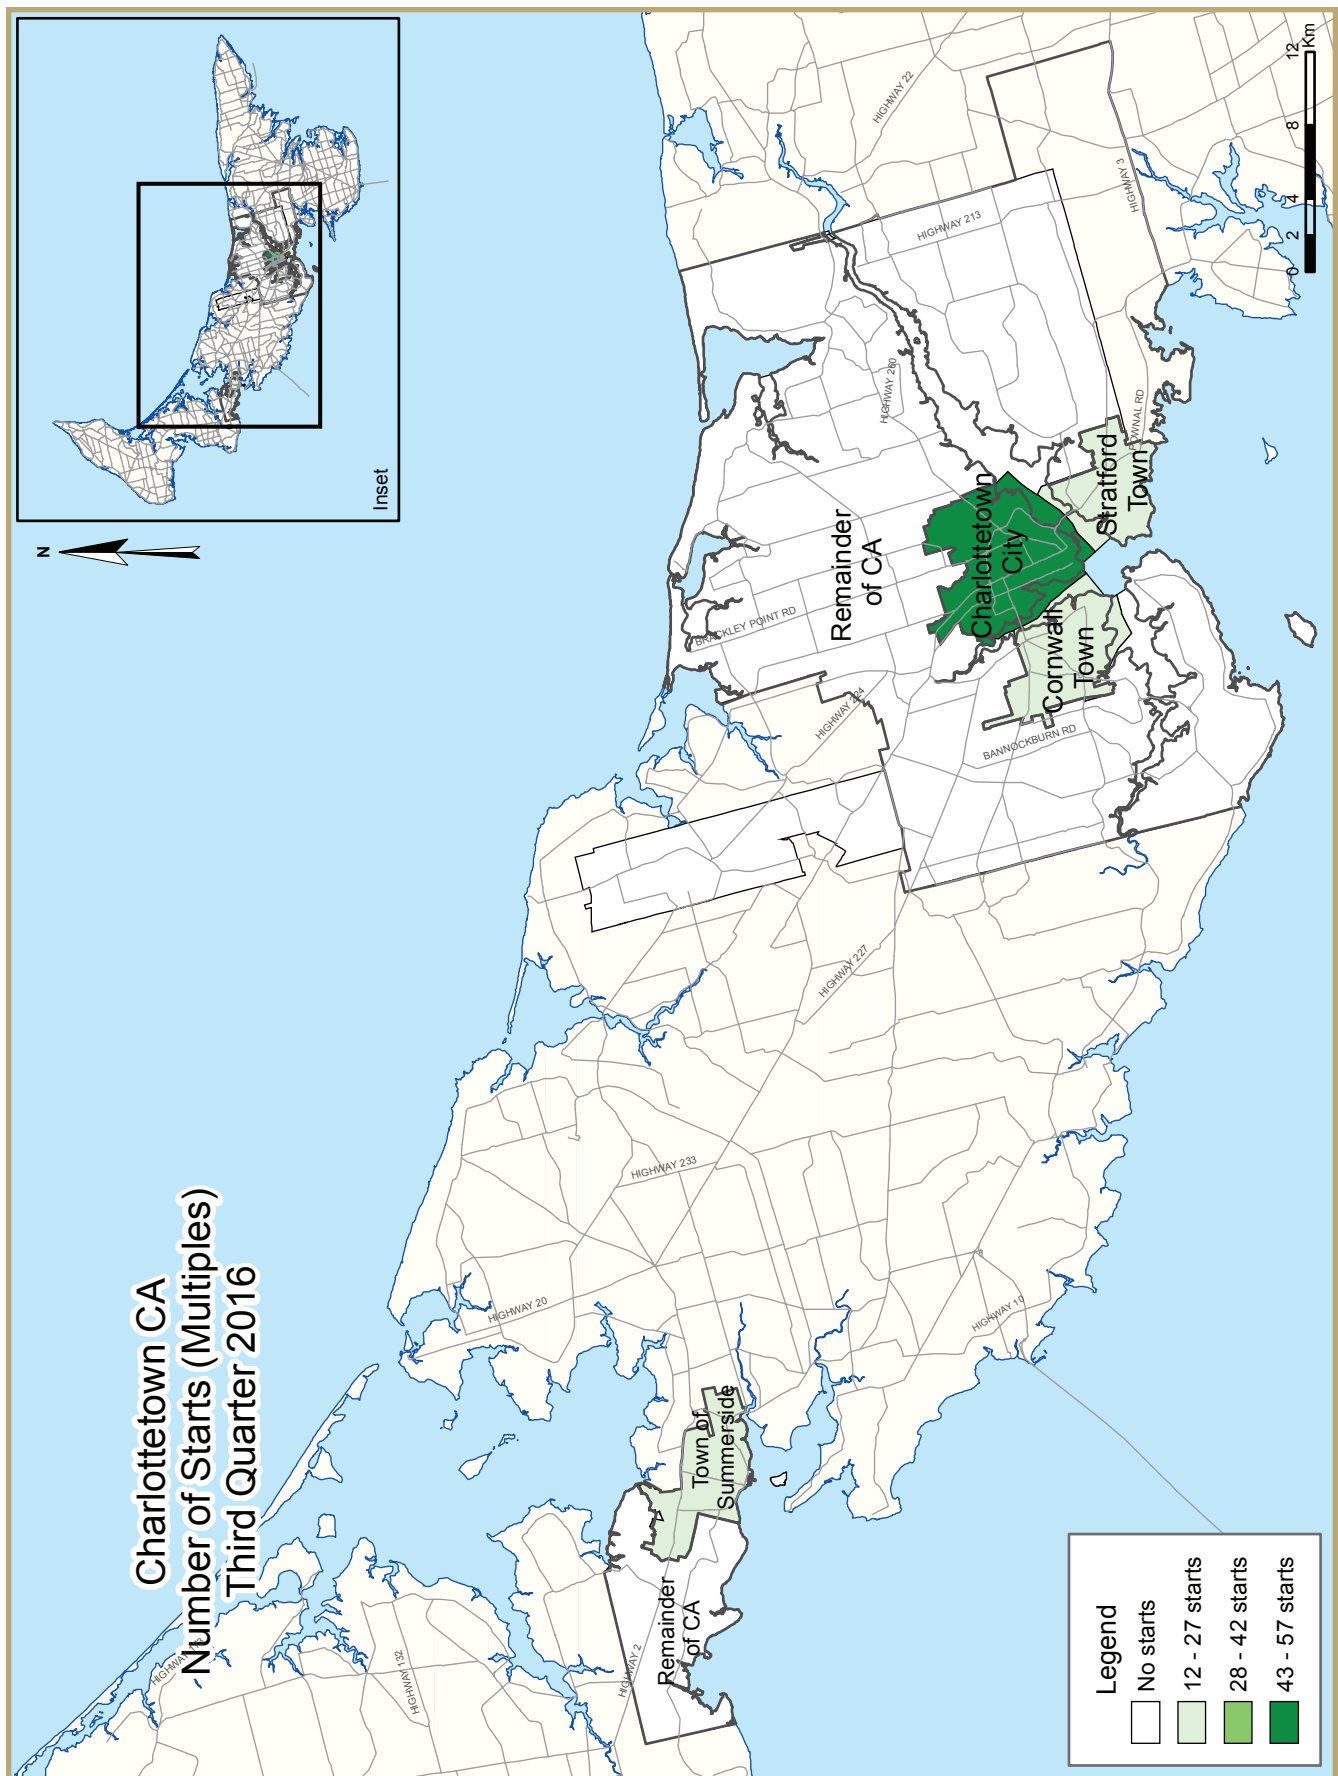 Charlottetown CA
Number of Starts (Multiples)
Third Quarter 2016
N
Inset
HIGHWAY 2
HIGHWAY 132
HIGHWAY 20
HIGHWAY 233
HIGHWAY 10
HIGHWAY 227
HIGHWAY 224
BRACKLEY POINT RD
BANNOCKBURN RD
HIGHWAY 213
HIGHWAY 22
HIGHWAY 3
Remainder
of CA
Town of
Summerside
Remainder
of CA
Charlottetown
City
Cornwall
Town
Stratford
Town
Legend
No starts
12 - 27 starts
28 - 42 starts
43 - 57 starts
0
2
4
8
12
Km